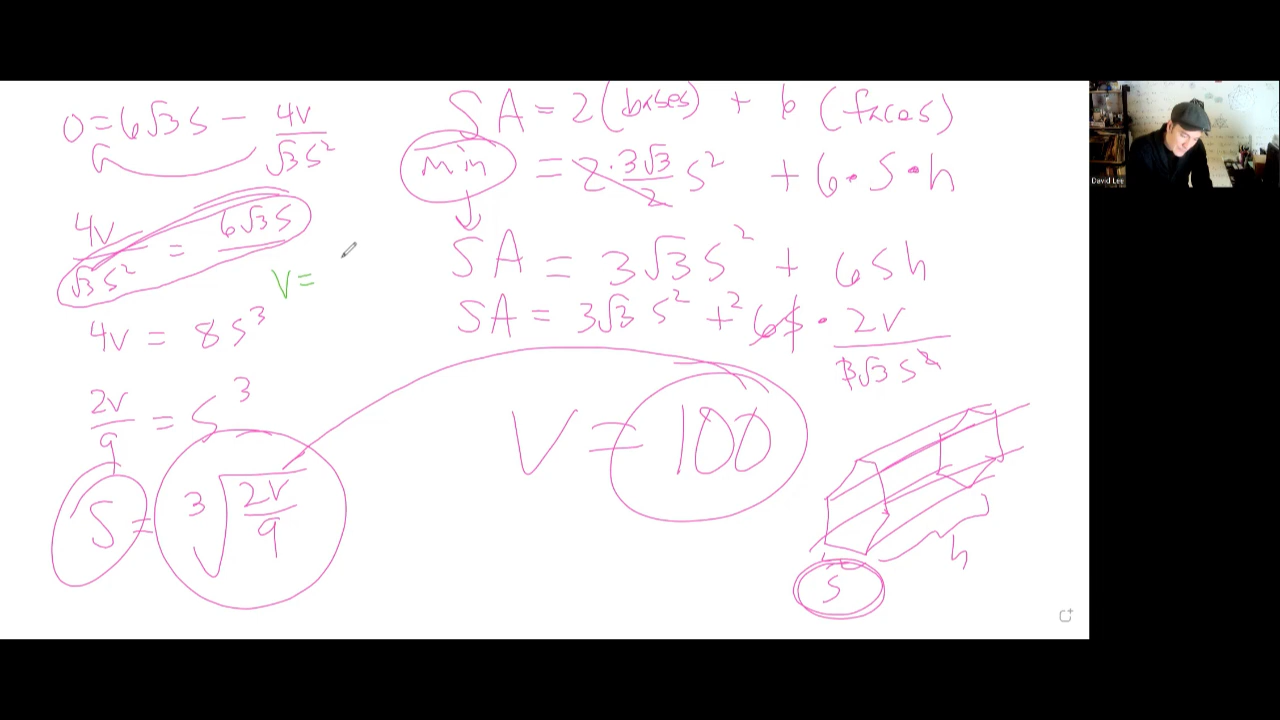 0 = 6√3 s − 4v/√3 s²
4v/√3 s² = 6√3 s
V =
4v = 8s³
2v/9 = s³
s = ³√(2v/9)
SA = 2 (bases) + 6 (faces)
min = 2 · 3√3/2 s² + 6 · s · h
SA = 3√3 s² + 6sh
SA = 3√3 s² + ² 6s · 2v/3√3 s²
V = 100
h
s
David Lee